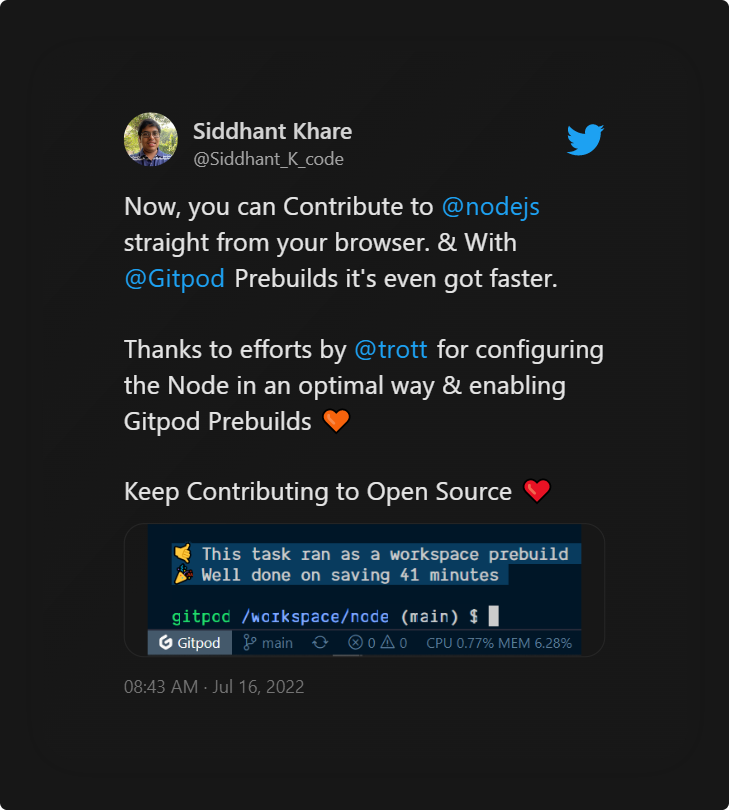 Siddhant Khare
@Siddhant_K_code
Now, you can Contribute to @nodejs
straight from your browser. & With
@Gitpod Prebuilds it's even got faster.
Thanks to efforts by @trott for configuring
the Node in an optimal way & enabling
Gitpod Prebuilds 🧡
Keep Contributing to Open Source ❤️
🤙 This task ran as a workspace prebuild
🎉 Well done on saving 41 minutes
gitpod /workspace/node (main) $
Gitpod main 0 0 CPU 0.77% MEM 6.28%
08:43 AM · Jul 16, 2022